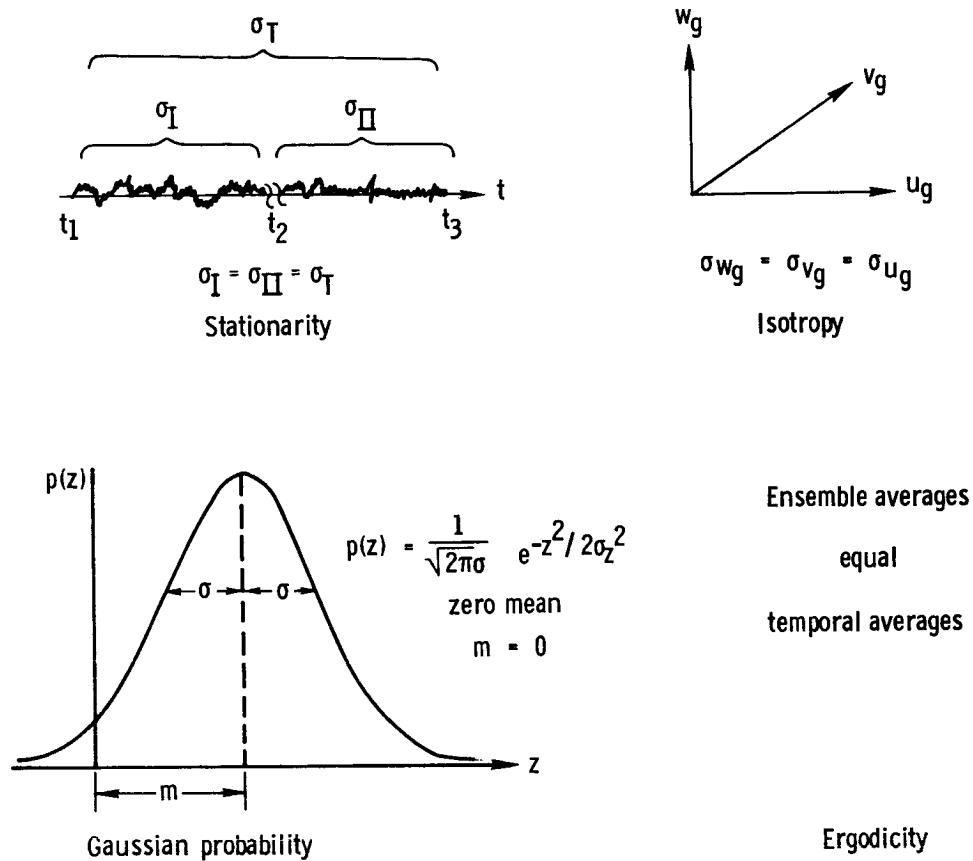 σT
σI σII
t
t1 t2 t3
σI = σII = σT
Stationarity
wg
vg
ug
σwg = σvg = σug
Isotropy
p(z)
p(z) = 1/√2πσ e^-z²/2σz²
zero mean
m = 0
σ σ
z
m
Gaussian probability
Ensemble averages
equal
temporal averages
Ergodicity